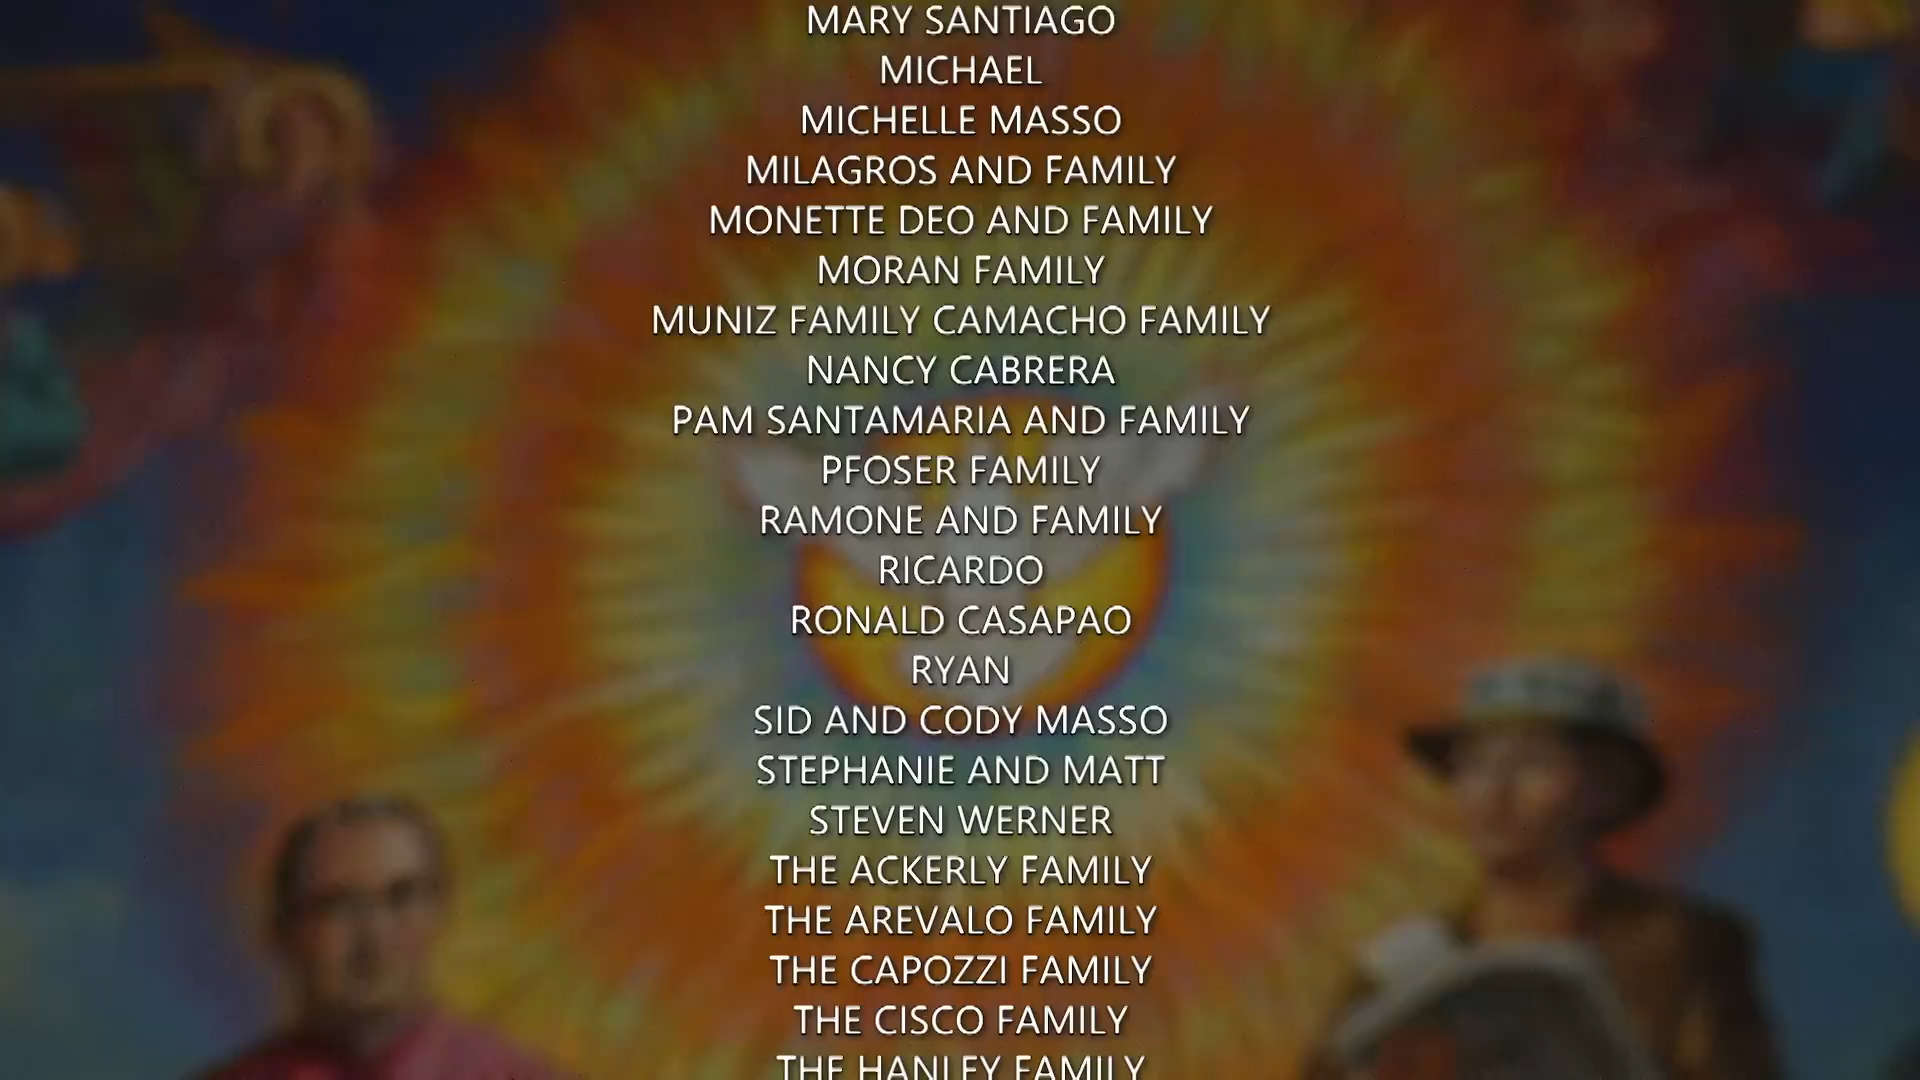 MARY SANTIAGO
MICHAEL
MICHELLE MASSO
MILAGROS AND FAMILY
MONETTE DEO AND FAMILY
MORAN FAMILY
MUNIZ FAMILY CAMACHO FAMILY
NANCY CABRERA
PAM SANTAMARIA AND FAMILY
PFOSER FAMILY
RAMONE AND FAMILY
RICARDO
RONALD CASAPAO
RYAN
SID AND CODY MASSO
STEPHANIE AND MATT
STEVEN WERNER
THE ACKERLY FAMILY
THE AREVALO FAMILY
THE CAPOZZI FAMILY
THE CISCO FAMILY
THE HANLEY FAMILY